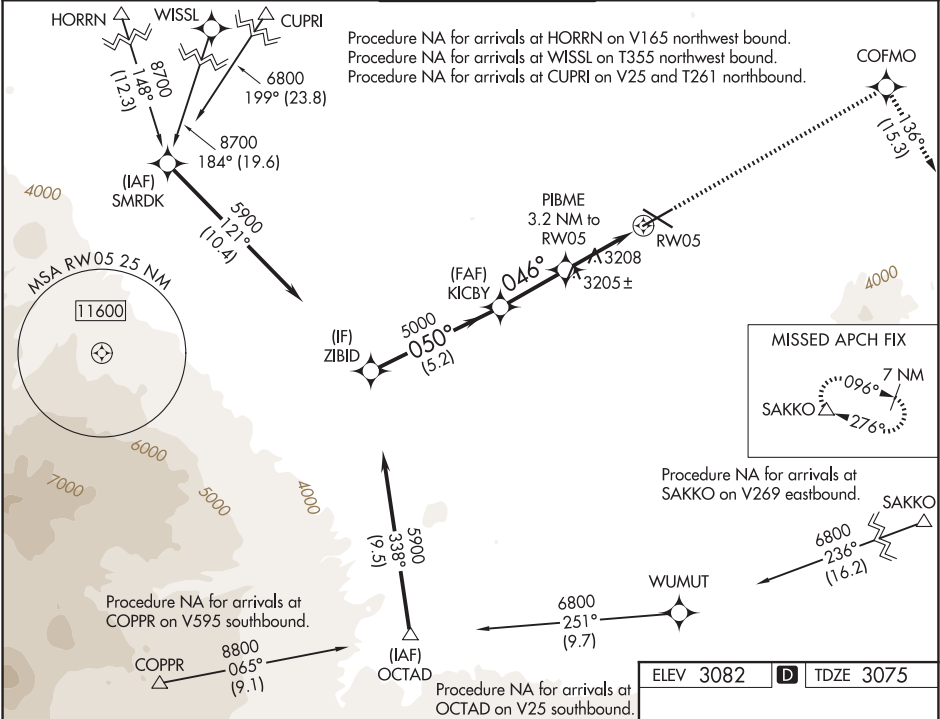 HORRN
WISSL
CUPRI
Procedure NA for arrivals at HORRN on V165 northwest bound.
Procedure NA for arrivals at WISSL on T355 northwest bound.
Procedure NA for arrivals at CUPRI on V25 and T261 northbound.
COFMO
8700
148°
(12.3)
6800
199° (23.8)
8700
184° (19.6)
136°
(15.3)
(IAF)
SMRDK
4000
5900
121°
(10.4)
PIBME
3.2 NM to
RW05
RW05
3208
3205±
(FAF)
KICBY
046°
MSA RW05 25 NM
11600
4000
(IF)
ZIBID
5000
050°
(5.2)
MISSED APCH FIX
7 NM
096°
SAKKO
276°
6000
7000
5000
4000
Procedure NA for arrivals at
SAKKO on V269 eastbound.
SAKKO
6800
236°
(16.2)
5900
338°
(9.5)
WUMUT
6800
251°
(9.7)
Procedure NA for arrivals at
COPPR on V595 southbound.
COPPR
8800
065°
(9.1)
(IAF)
OCTAD
Procedure NA for arrivals at
OCTAD on V25 southbound.
ELEV 3082 D TDZE 3075